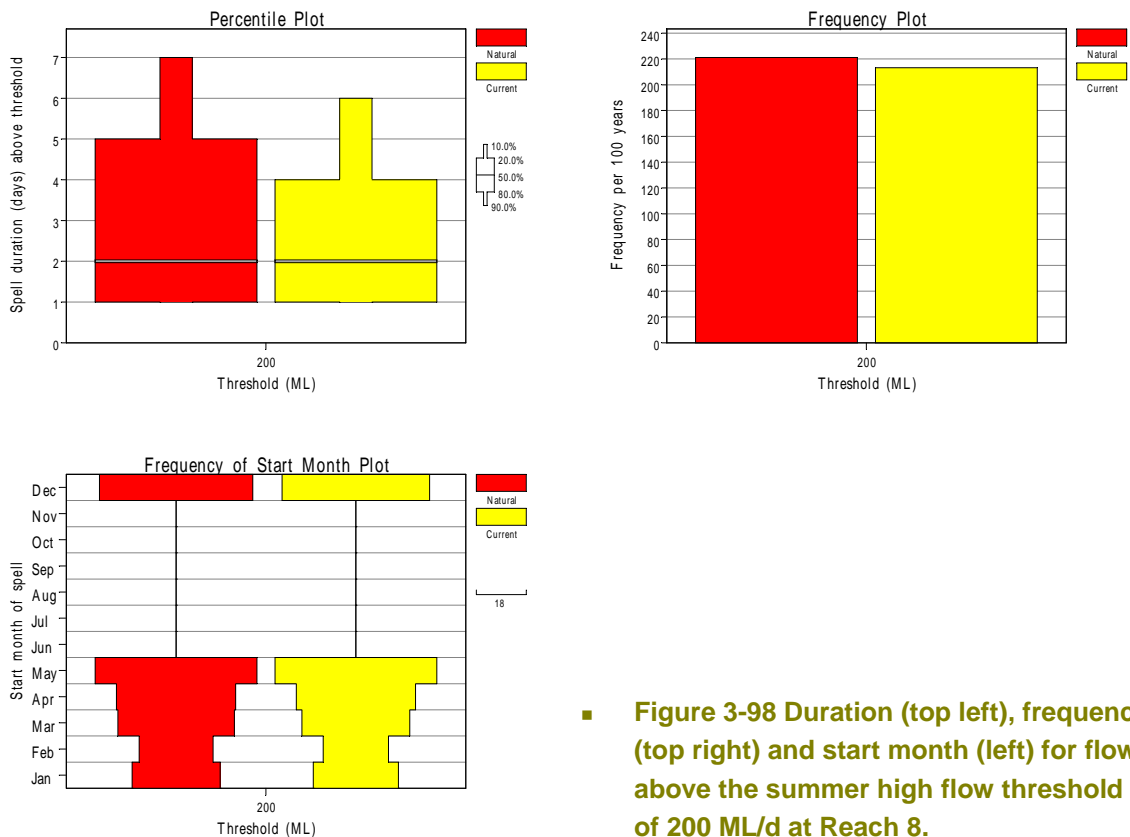 Percentile Plot
Spell duration (days) above threshold
7
6
5
4
3
2
1
0
200
Threshold (ML)
Natural
Current
10.0%
20.0%
50.0%
80.0%
90.0%
Frequency Plot
Frequency per 100 years
240
220
200
180
160
140
120
100
80
60
40
20
0
200
Threshold (ML)
Natural
Current
Frequency of Start Month Plot
Start month of spell
Dec
Nov
Oct
Sep
Aug
Jul
Jun
May
Apr
Mar
Feb
Jan
200
Threshold (ML)
Natural
Current
18
▪ Figure 3-98 Duration (top left), frequenc
(top right) and start month (left) for flow
above the summer high flow threshold
of 200 ML/d at Reach 8.